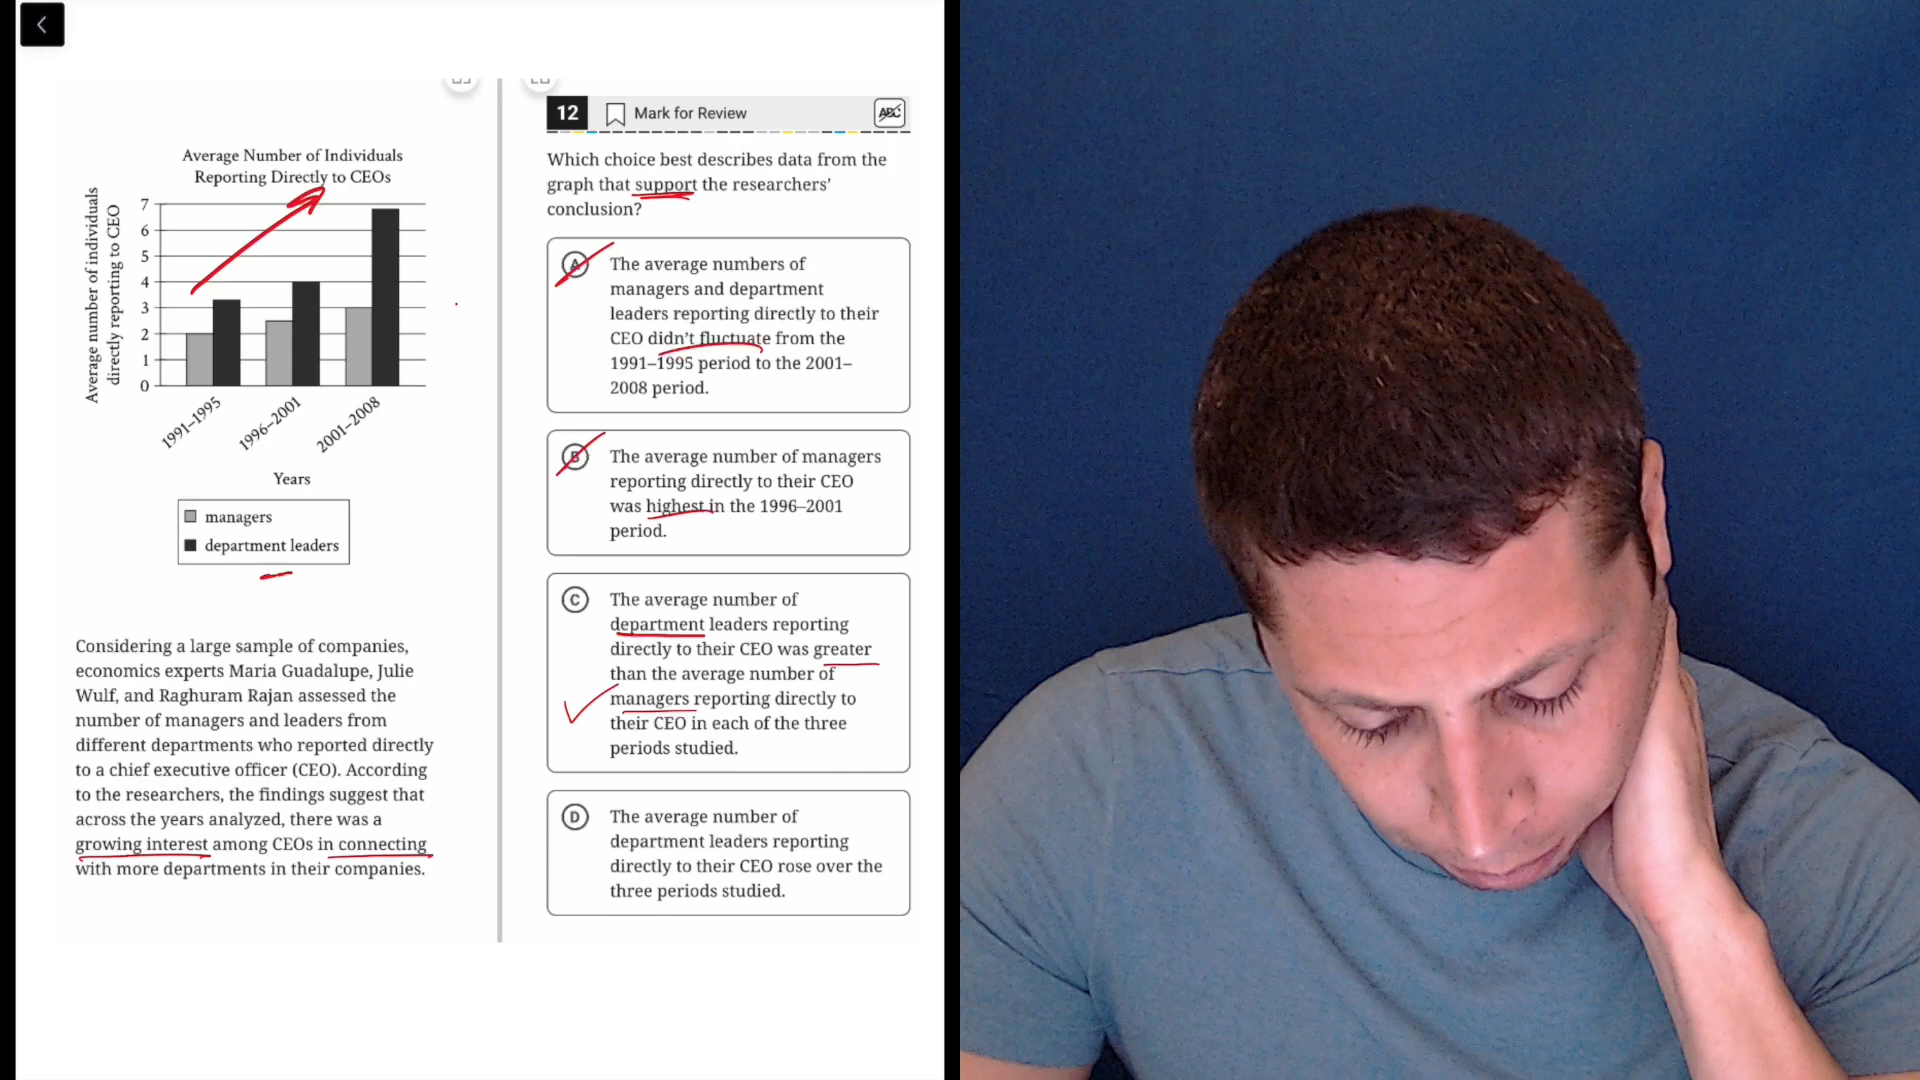 Average Number of Individuals
Reporting Directly to CEOs
Average number of individuals
directly reporting to CEO
7
6
5
4
3
2
1
0
1991–1995
1996–2001
2001–2008
Years
managers
department leaders
Considering a large sample of companies,
economics experts Maria Guadalupe, Julie
Wulf, and Raghuram Rajan assessed the
number of managers and leaders from
different departments who reported directly
to a chief executive officer (CEO). According
to the researchers, the findings suggest that
across the years analyzed, there was a
growing interest among CEOs in connecting
with more departments in their companies.
12
Mark for Review
ABC
Which choice best describes data from the
graph that support the researchers’
conclusion?
A
The average numbers of
managers and department
leaders reporting directly to their
CEO didn’t fluctuate from the
1991–1995 period to the 2001–
2008 period.
B
The average number of managers
reporting directly to their CEO
was highest in the 1996–2001
period.
C
The average number of
department leaders reporting
directly to their CEO was greater
than the average number of
managers reporting directly to
their CEO in each of the three
periods studied.
D
The average number of
department leaders reporting
directly to their CEO rose over the
three periods studied.